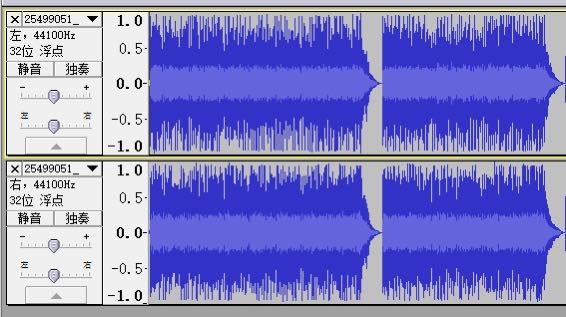 × 25499051_ ▼
左, 44100Hz
32位 浮点
静音 独奏
- +
左 右
1.0
0.5-
0.0-
-0.5-
-1.0
× 25499051_ ▼
右, 44100Hz
32位 浮点
静音 独奏
- +
左 右
1.0
0.5-
0.0-
-0.5-
-1.0